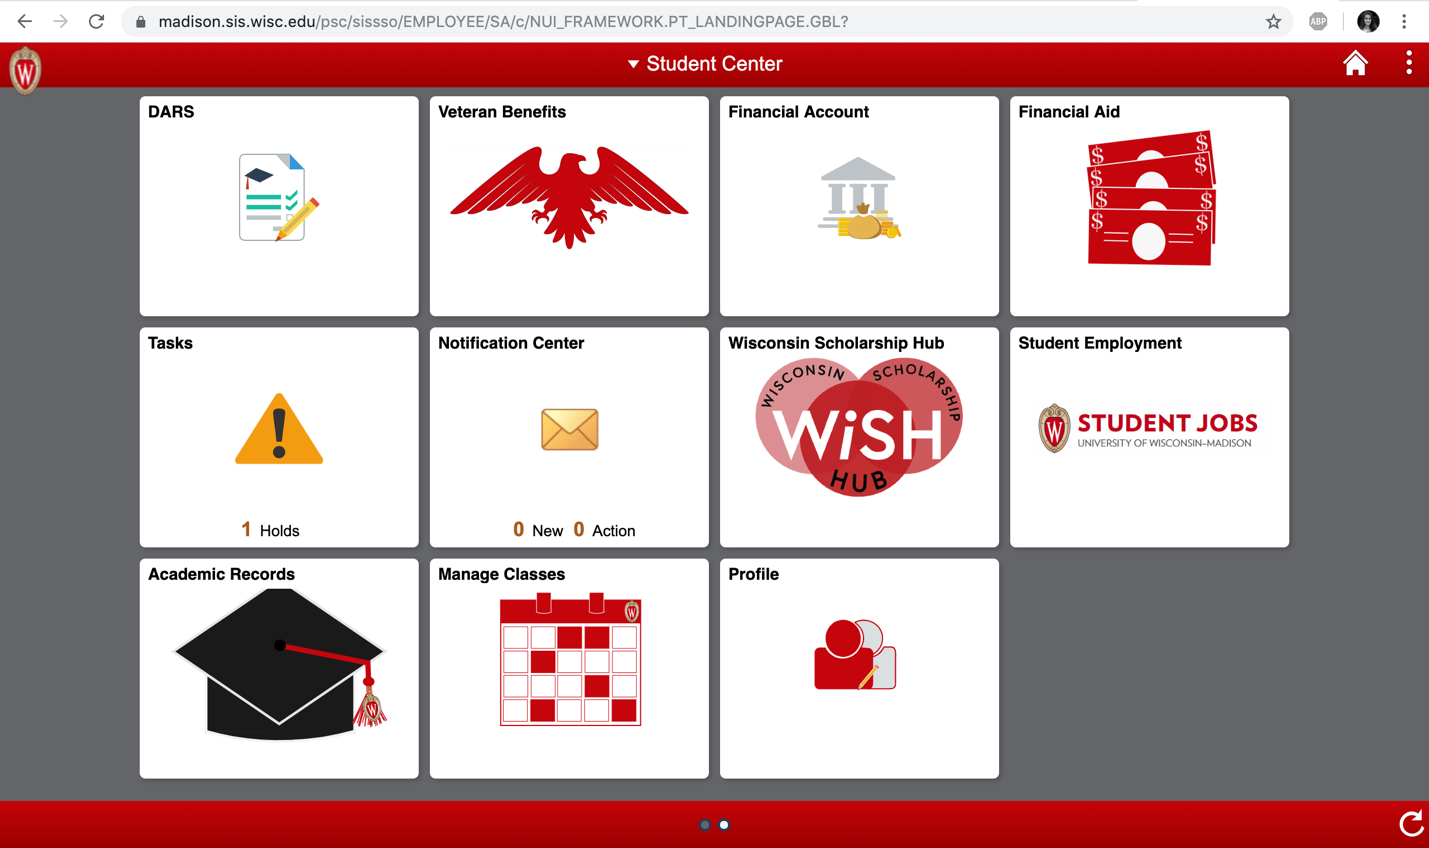 madison.sis.wisc.edu/psc/sissso/EMPLOYEE/SA/c/NUI_FRAMEWORK.PT_LANDINGPAGE.GBL?
ABP
W
Student Center
DARS
Veteran Benefits
Financial Account
Financial Aid
$ $
$ $
$ $
$ $
Tasks
1 Holds
Notification Center
0 New 0 Action
Wisconsin Scholarship Hub
WISCONSIN SCHOLARSHIP
WiSH
HUB
Student Employment
W STUDENT JOBS
UNIVERSITY OF WISCONSIN–MADISON
Academic Records
W
Manage Classes
W
Profile